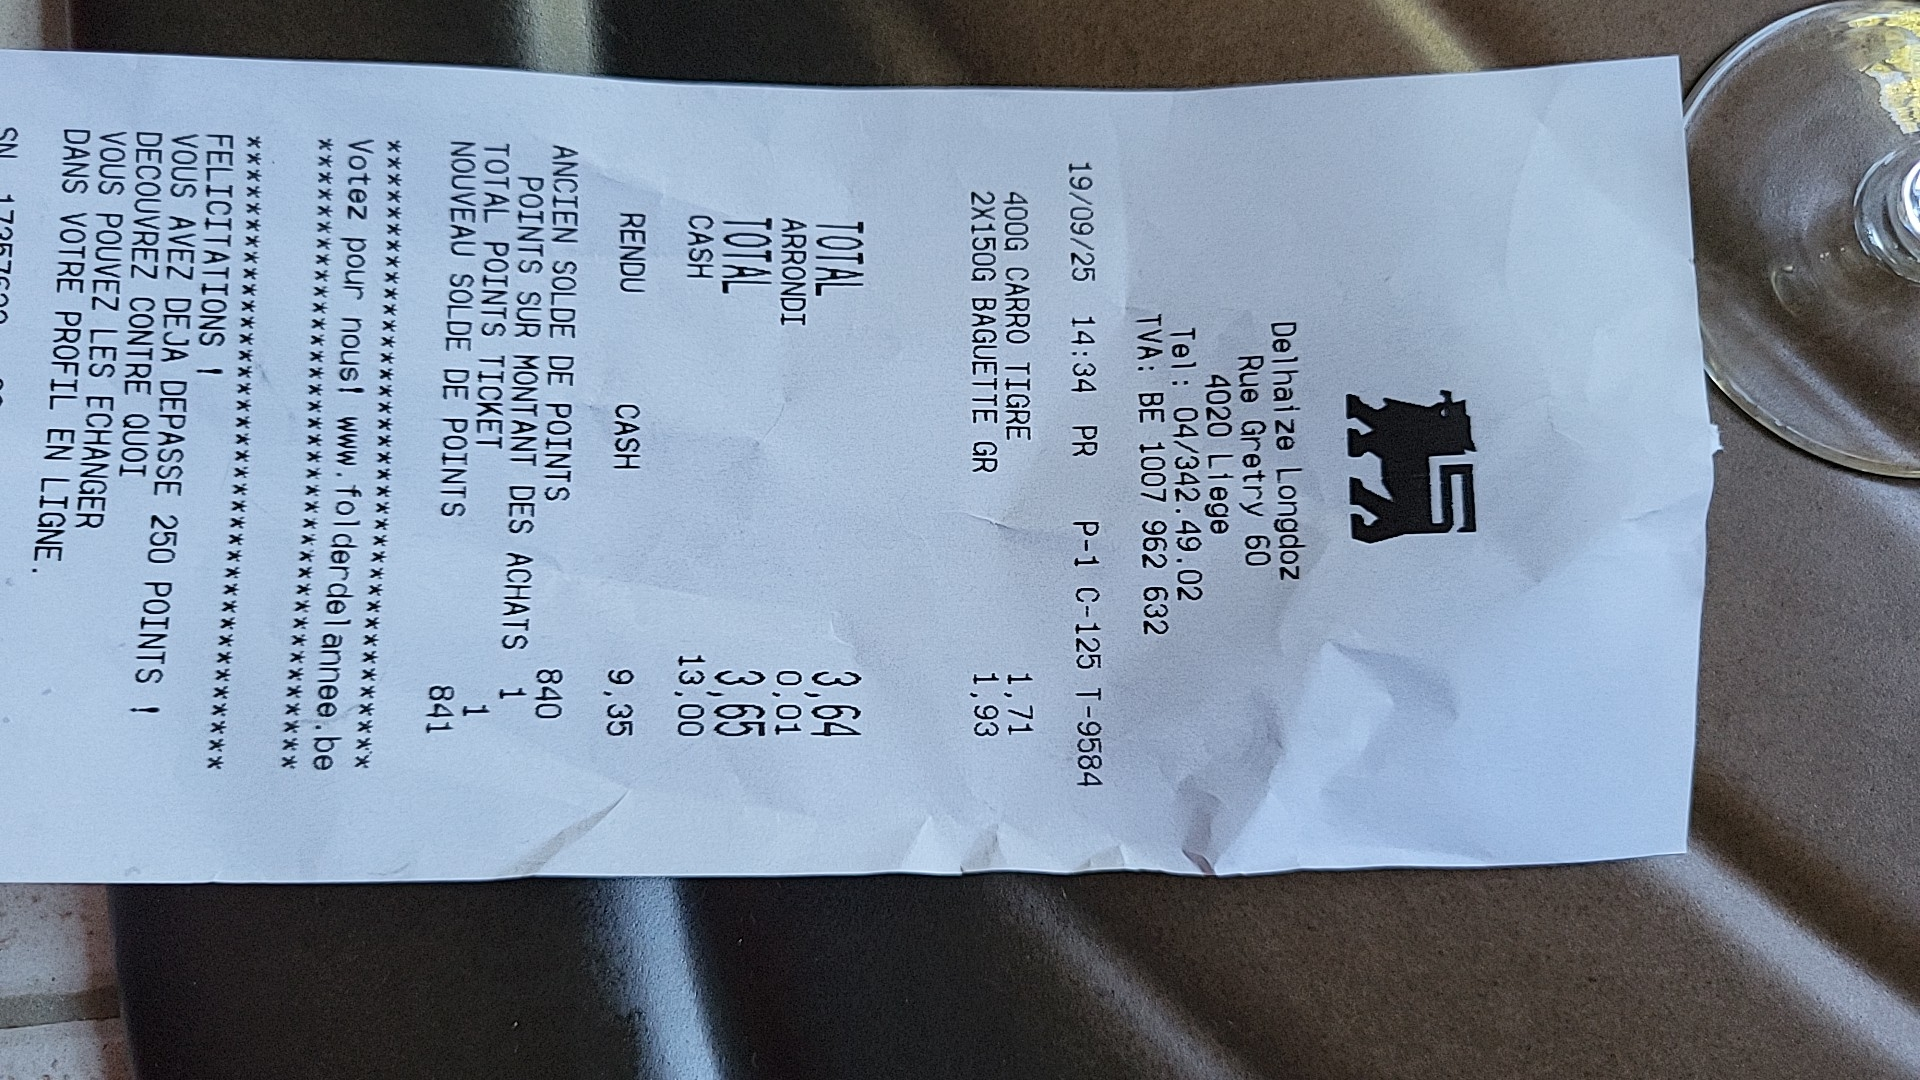 Delhaize Longdoz
Rue Gretry 60
4020 Liege
Tel: 04/342.49.02
TVA: BE 1007 962 632
19/09/25 14:34 PR P-1 C-125 T-9584
400G CARRO TIGRE 1,71
2X150G BAGUETTE GR 1,93
TOTAL 3,64
ARRONDI 0,01
TOTAL 3,65
CASH 13,00
RENDU CASH 9,35
ANCIEN SOLDE DE POINTS 840
POINTS SUR MONTANT DES ACHATS 1
TOTAL POINTS TICKET 1
NOUVEAU SOLDE DE POINTS 841
****************************************
Votez pour nous! www.folderdelannee.be
****************************************
****************************************
FELICITATIONS !
VOUS AVEZ DEJA DEPASSE 250 POINTS !
DECOUVREZ CONTRE QUOI
VOUS POUVEZ LES ECHANGER
DANS VOTRE PROFIL EN LIGNE.
SN